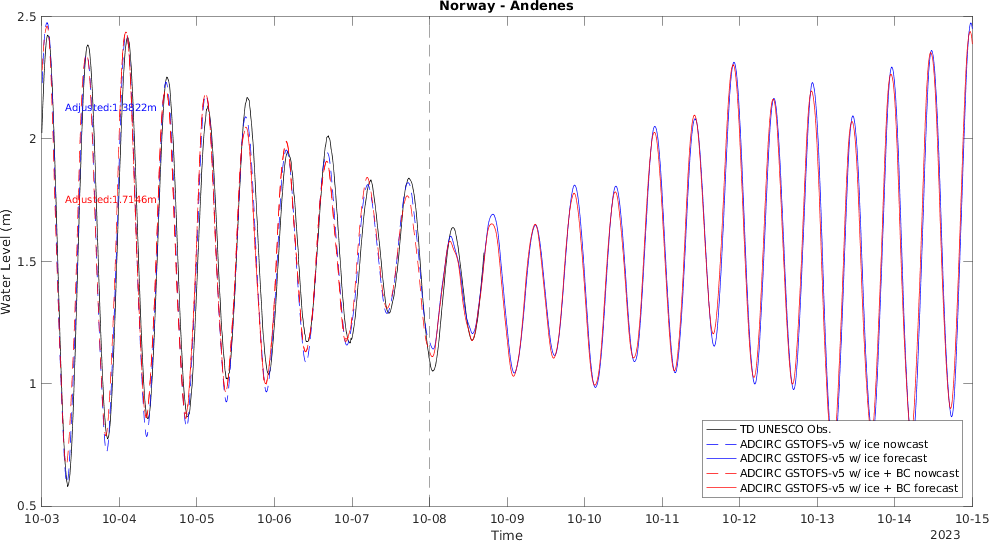 Norway - Andenes
2.5
2
1.5
1
0.5
Water Level (m)
Adjusted:1.3822m
Adjusted:1.7146m
TD UNESCO Obs.
ADCIRC GSTOFS-v5 w/ ice nowcast
ADCIRC GSTOFS-v5 w/ ice forecast
ADCIRC GSTOFS-v5 w/ ice + BC nowcast
ADCIRC GSTOFS-v5 w/ ice + BC forecast
10-03 10-04 10-05 10-06 10-07 10-08 10-09 10-10 10-11 10-12 10-13 10-14 10-15
Time
2023